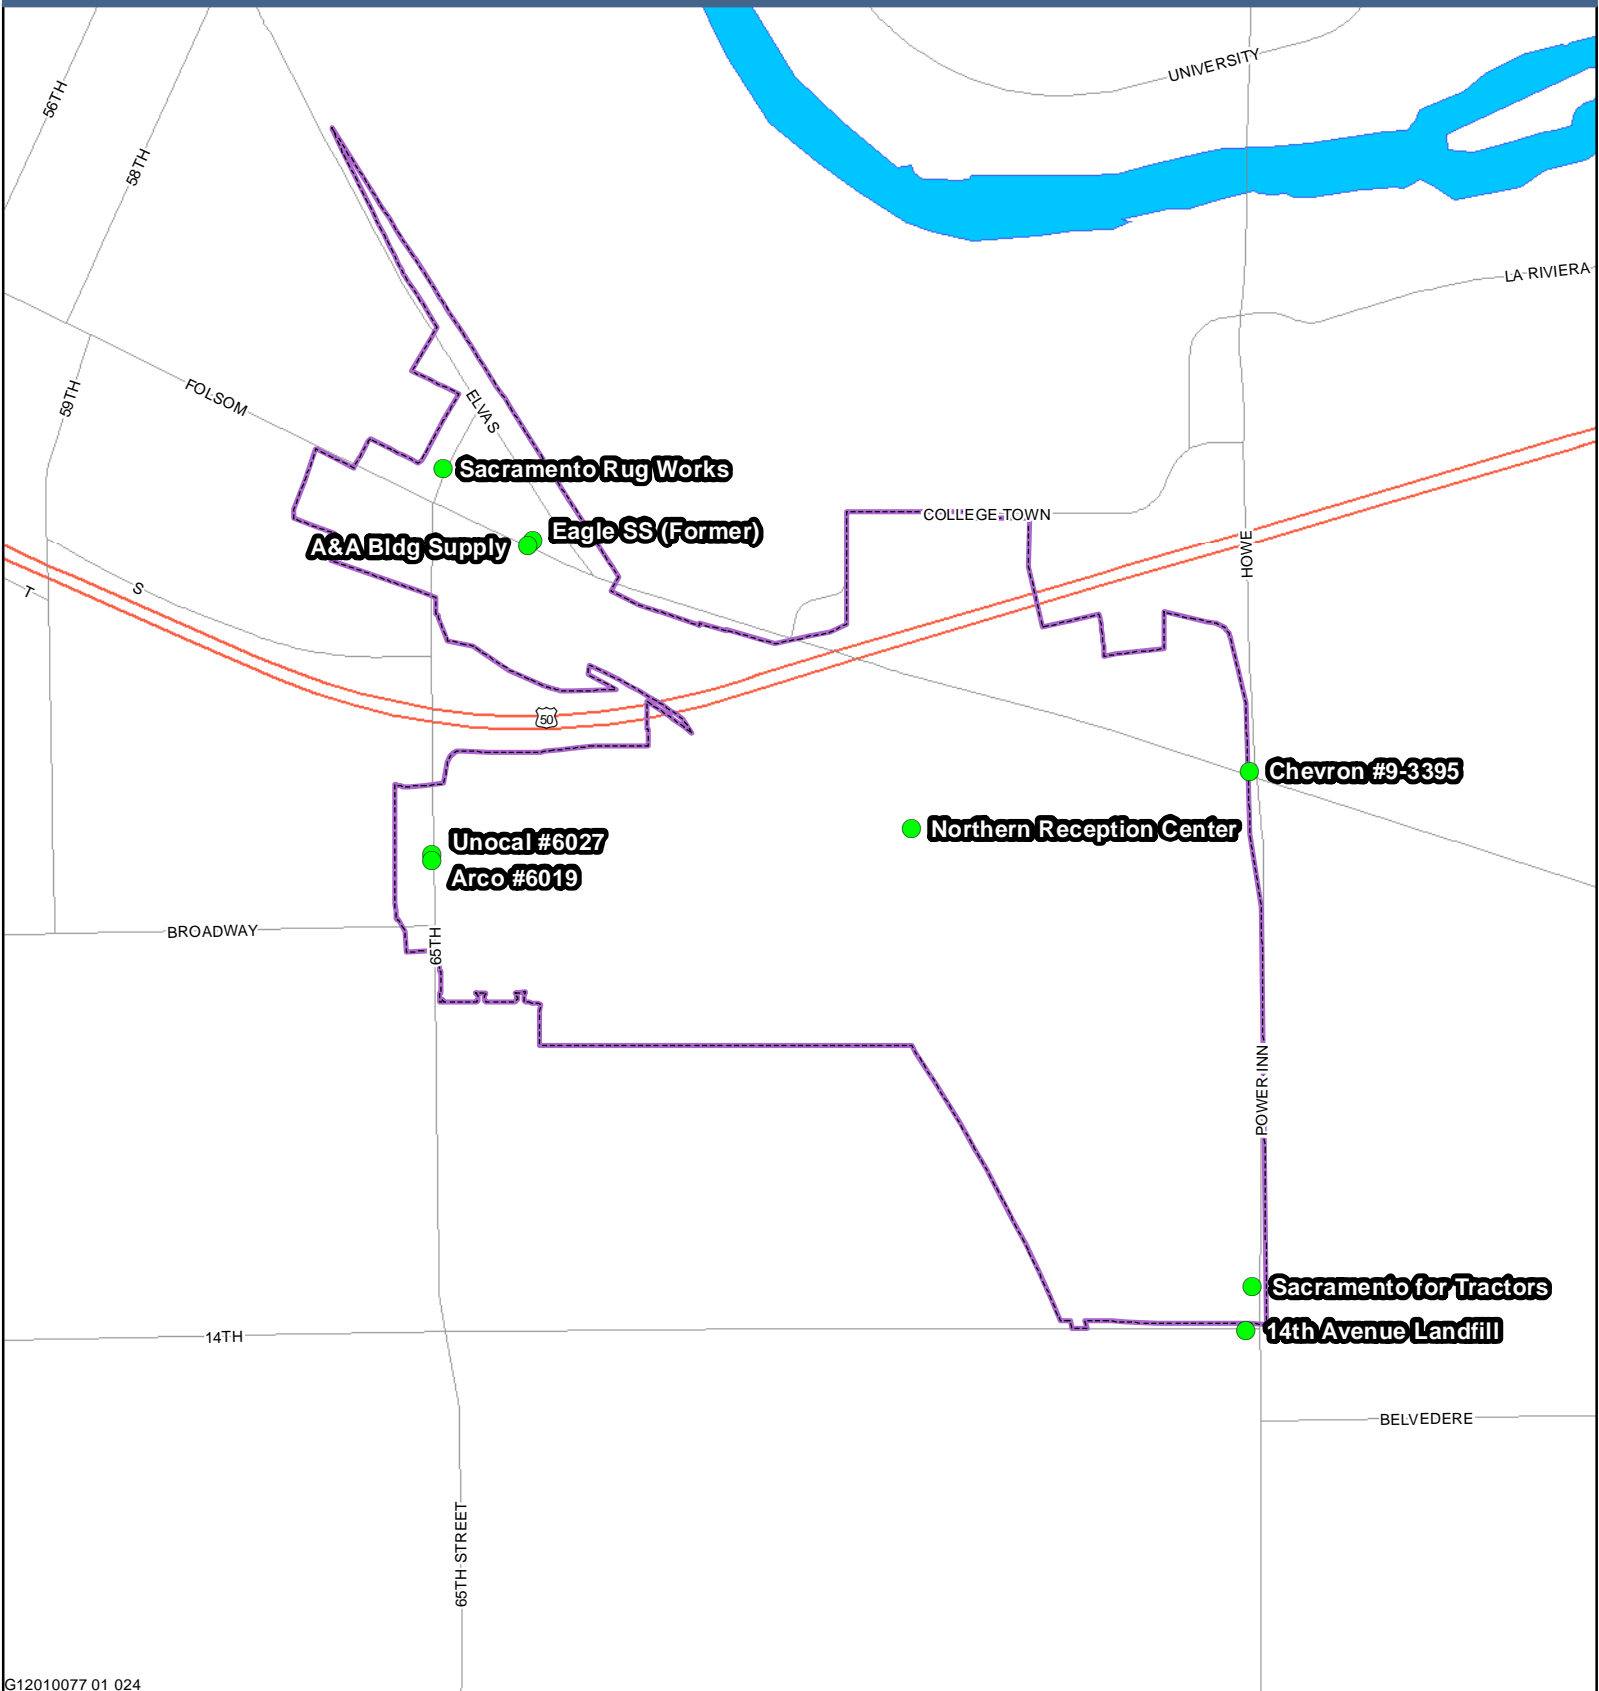 UNIVERSITY
56TH
58TH
LA RIVIERA
59TH
FOLSOM
ELVAS
Sacramento Rug Works
COLLEGE TOWN
Eagle SS (Former)
A&A Bldg Supply
HOWE
S
T
50
Chevron #9-3395
Northern Reception Center
Unocal #6027
Arco #6019
BROADWAY
65TH
POWER INN
Sacramento for Tractors
14th Avenue Landfill
14TH
BELVEDERE
65TH STREET
G12010077 01 024